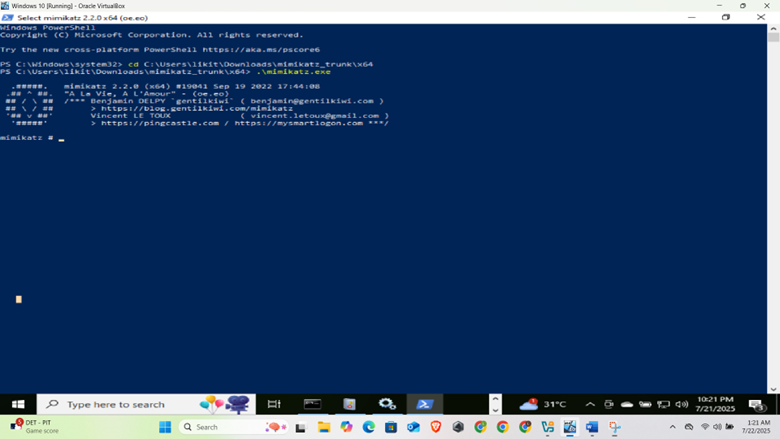 Windows 10 [Running] - Oracle VirtualBox
Select mimikatz 2.2.0 x64 (oe.eo)
Windows PowerShell
Copyright (C) Microsoft Corporation. All rights reserved.
Try the new cross-platform PowerShell https://aka.ms/pscore6
PS C:\Windows\system32> cd C:\Users\likit\Downloads\mimikatz_trunk\x64
PS C:\Users\likit\Downloads\mimikatz_trunk\x64> .\mimikatz.exe
.#####. mimikatz 2.2.0 (x64) #19041 Sep 19 2022 17:44:08
.## ^ ##. "A La Vie, A L'Amour" - (oe.eo)
## / \ ## /*** Benjamin DELPY `gentilkiwi` ( benjamin@gentilkiwi.com )
## \ / ## > https://blog.gentilkiwi.com/mimikatz
'## v ##' Vincent LE TOUX ( vincent.letoux@gmail.com )
'#####' > https://pingcastle.com / https://mysmartlogon.com ***/
mimikatz # _
Type here to search
31°C
10:21 PM
7/21/2025
3
5
DET - PIT
Game score
Search
1:21 AM
7/22/2025